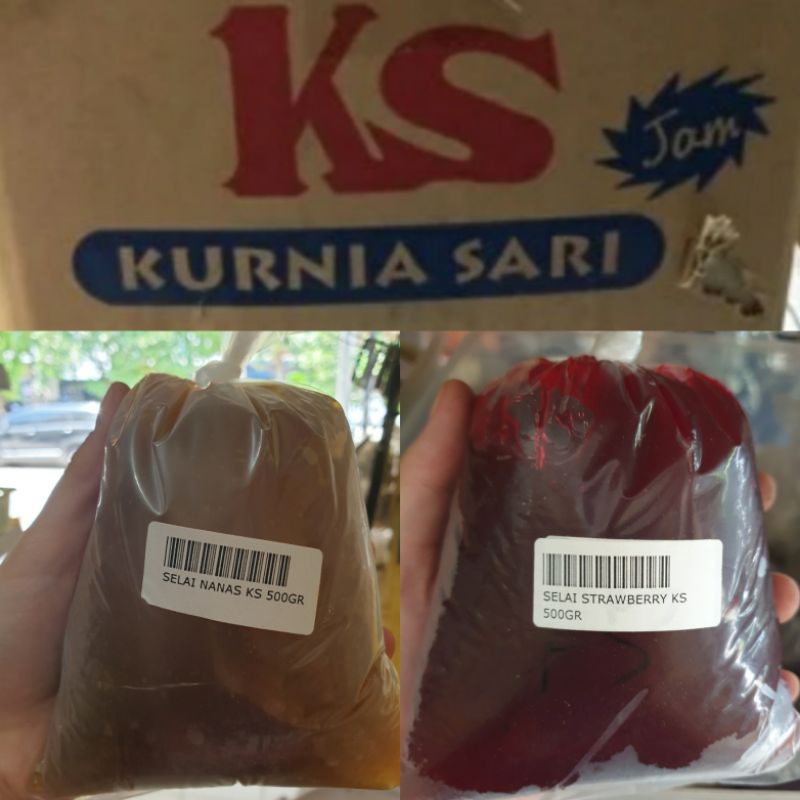 KS
Jam
KURNIA SARI
SELAI NANAS KS 500GR
SELAI STRAWBERRY KS
500GR